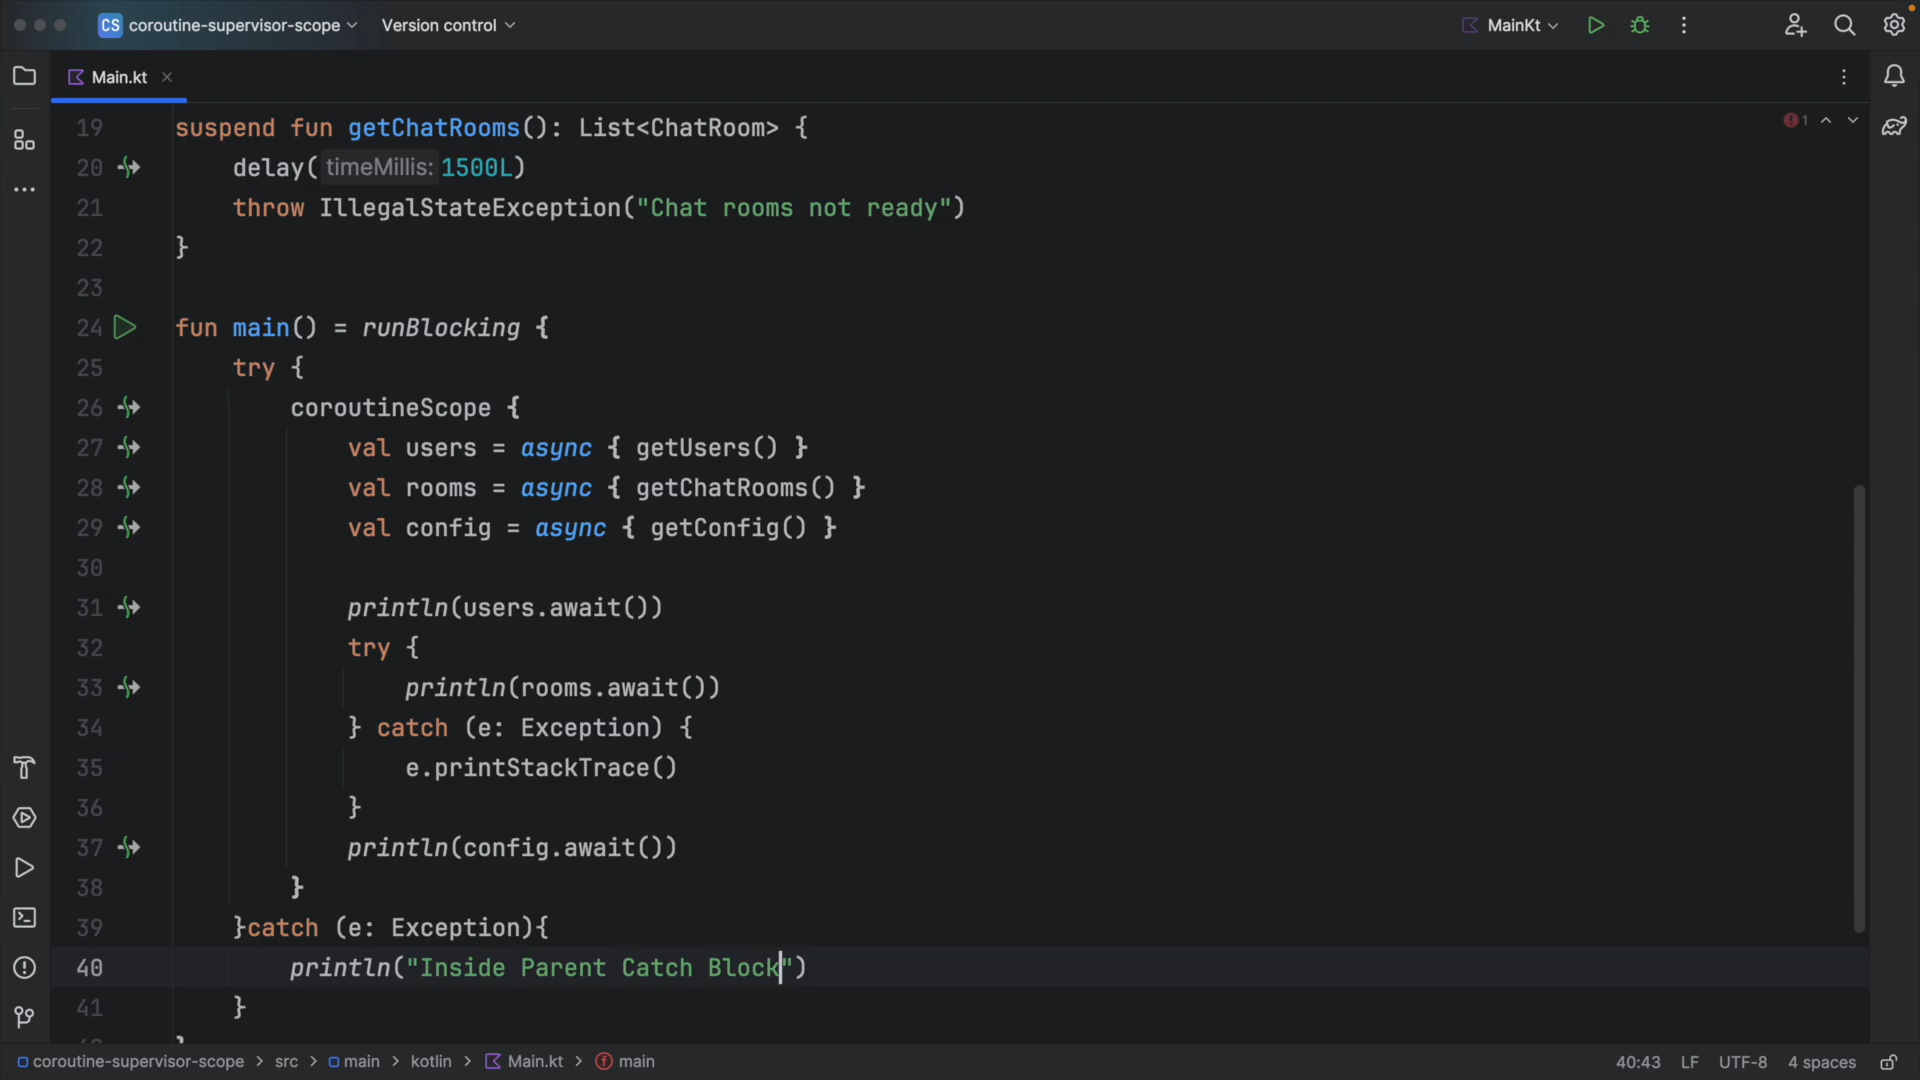 CS coroutine-supervisor-scope Version control MainKt
Main.kt
1
19 suspend fun getChatRooms(): List<ChatRoom> {
20 delay( timeMillis: 1500L)
21 throw IllegalStateException("Chat rooms not ready")
22 }
23
24 fun main() = runBlocking {
25 try {
26 coroutineScope {
27 val users = async { getUsers() }
28 val rooms = async { getChatRooms() }
29 val config = async { getConfig() }
30
31 println(users.await())
32 try {
33 println(rooms.await())
34 } catch (e: Exception) {
35 e.printStackTrace()
36 }
37 println(config.await())
38 }
39 }catch (e: Exception){
40 println("Inside Parent Catch Block")
41 }
coroutine-supervisor-scope > src > main > kotlin > Main.kt > f main 40:43 LF UTF-8 4 spaces